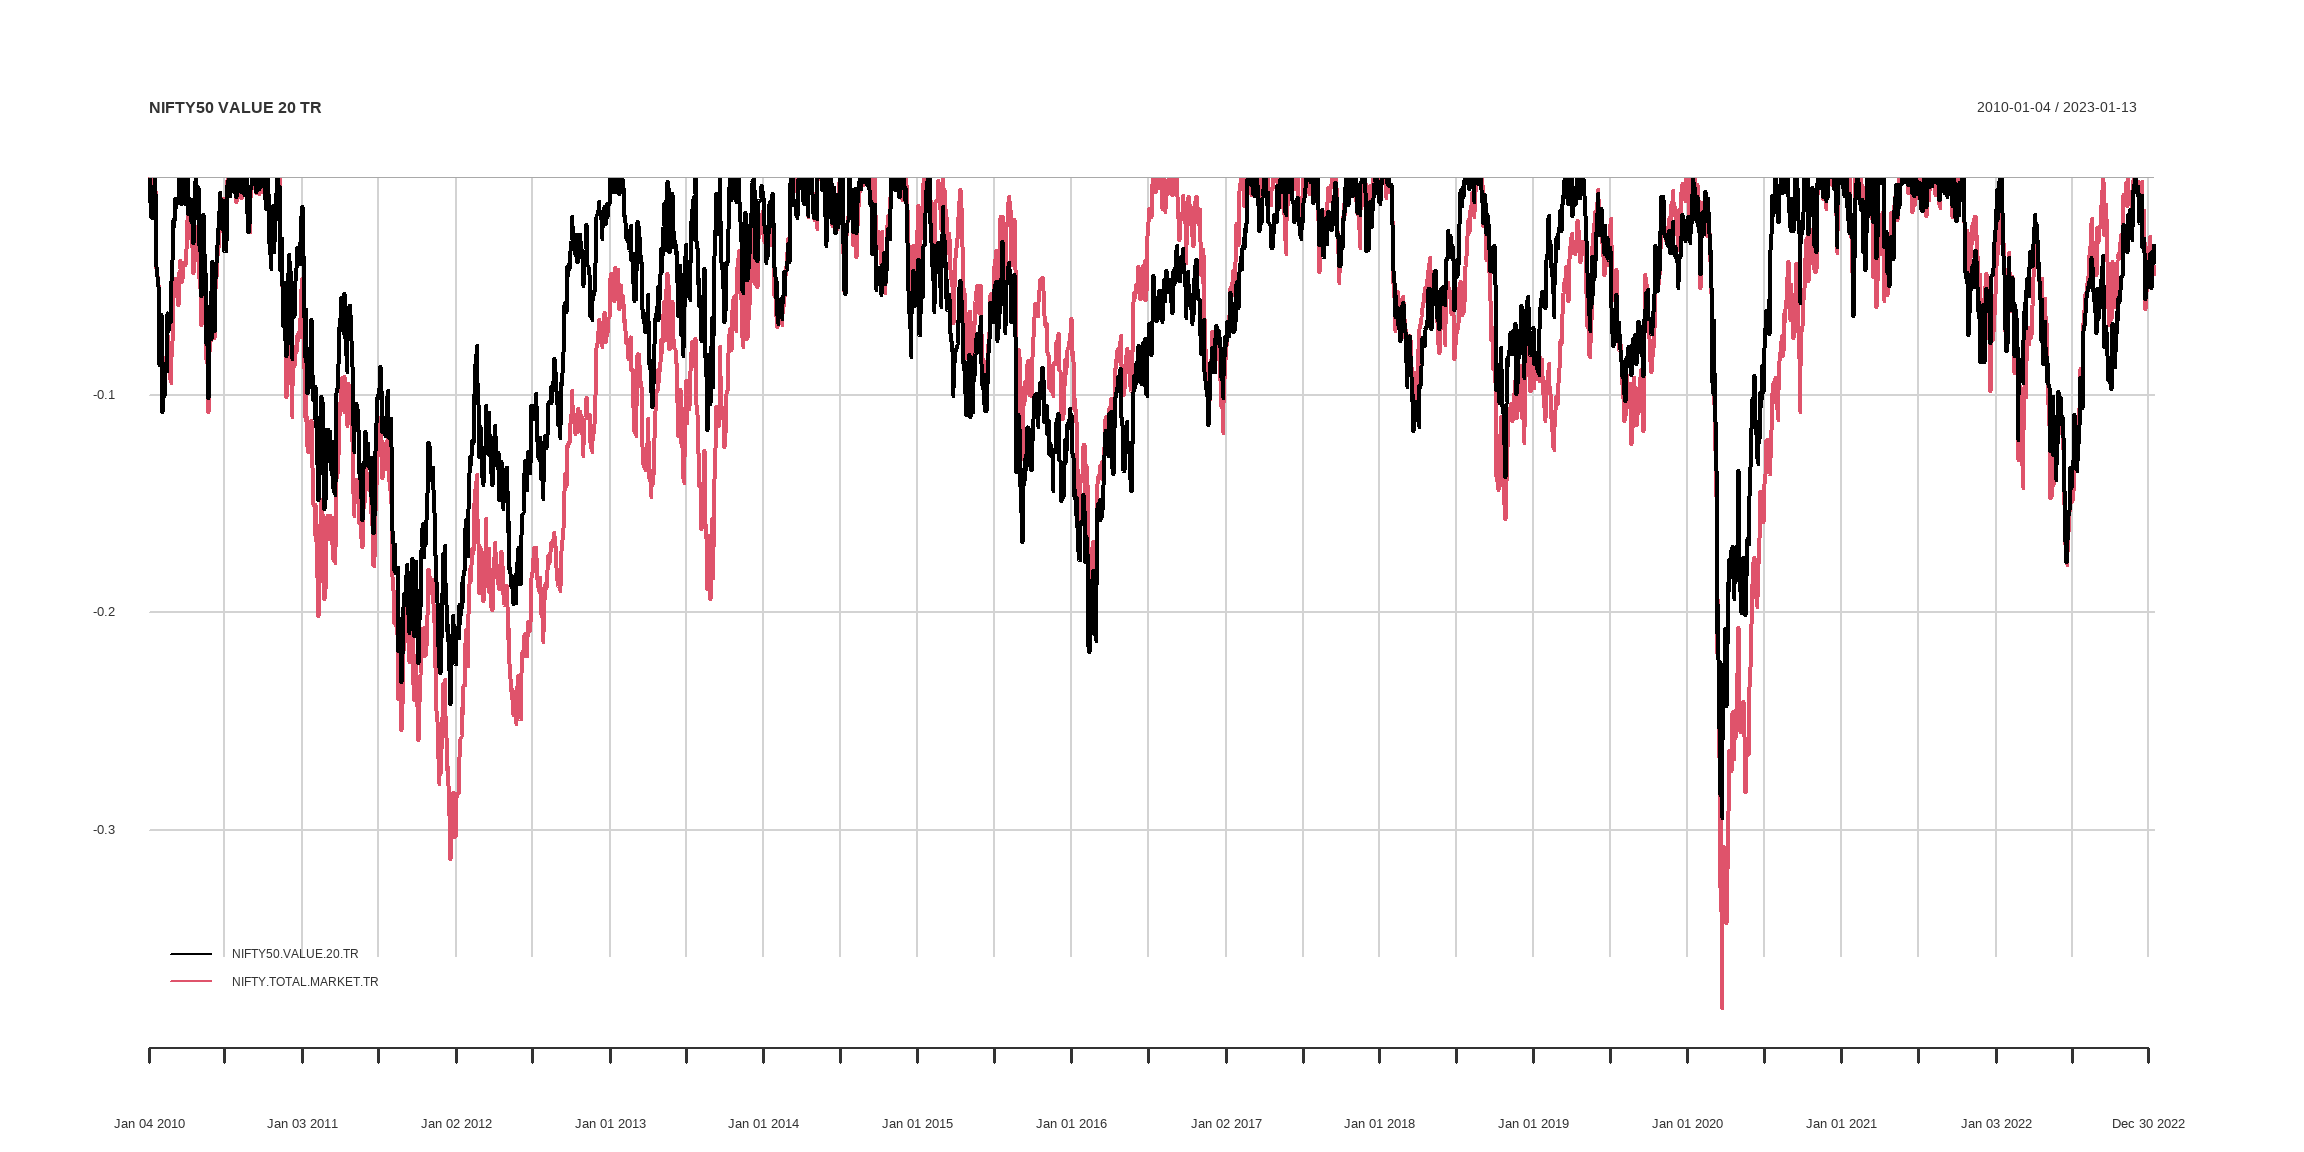 NIFTY50 VALUE 20 TR
2010-01-04 / 2023-01-13
-0.1
-0.2
-0.3
NIFTY50.VALUE.20.TR
NIFTY.TOTAL.MARKET.TR
Jan 04 2010
Jan 03 2011
Jan 02 2012
Jan 01 2013
Jan 01 2014
Jan 01 2015
Jan 01 2016
Jan 02 2017
Jan 01 2018
Jan 01 2019
Jan 01 2020
Jan 01 2021
Jan 03 2022
Dec 30 2022